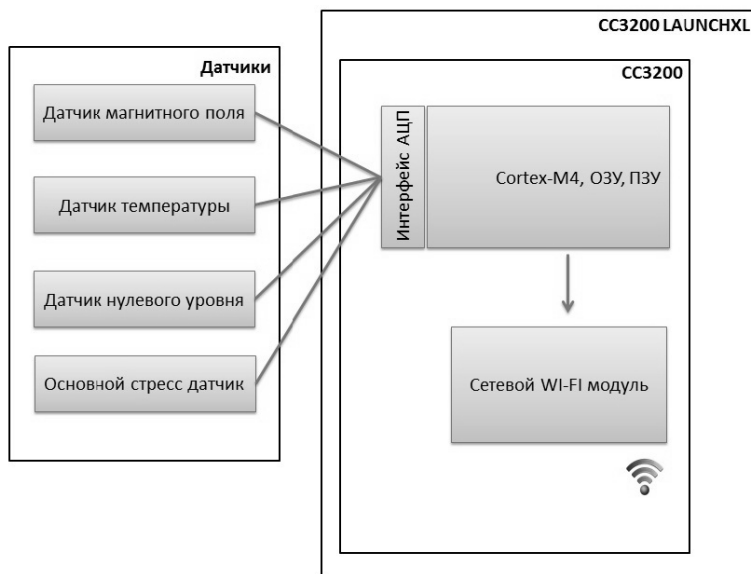 CC3200 LAUNCHXL
Датчики
CC3200
Датчик магнитного поля
Датчик температуры
Датчик нулевого уровня
Основной стресс датчик
Интерфейс АЦП
Cortex-M4, ОЗУ, ПЗУ
Сетевой WI-FI модуль